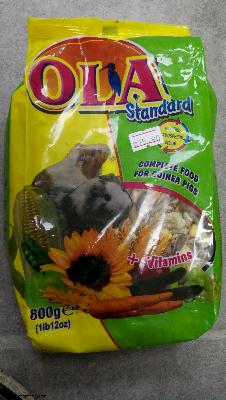 OLA
Standard
COMPLETE FOOD
FOR GUINEA PIGS
+ Vitamins
800g℮
(1lb12oz)